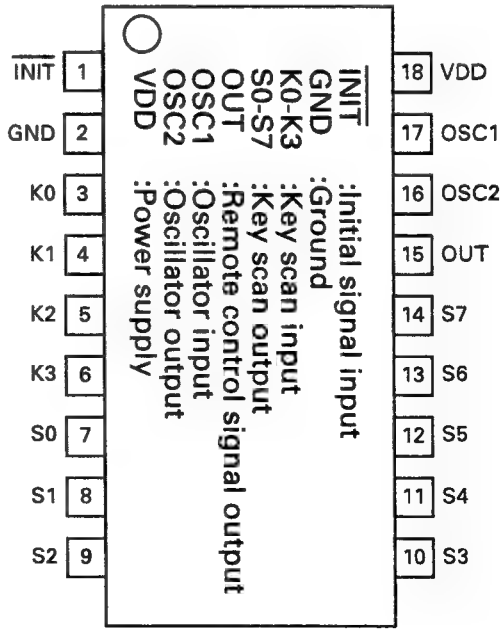 I̅N̅I̅T̅ 1
GND 2
K0 3
K1 4
K2 5
K3 6
S0 7
S1 8
S2 9
18 VDD
17 OSC1
16 OSC2
15 OUT
14 S7
13 S6
12 S5
11 S4
10 S3
I̅N̅I̅T̅ :Initial signal input
GND :Ground
K0-K3 :Key scan input
S0-S7 :Key scan output
OUT :Remote control signal output
OSC1 :Oscillator input
OSC2 :Oscillator output
VDD :Power supply